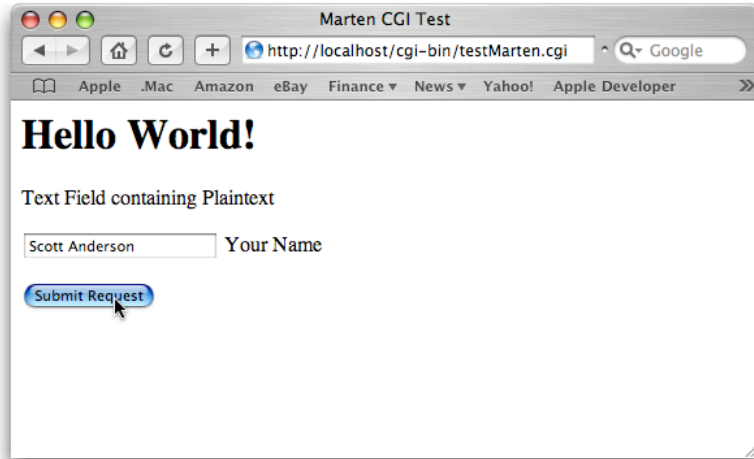 Marten CGI Test
http://localhost/cgi-bin/testMarten.cgi Google
Apple .Mac Amazon eBay Finance ▾ News ▾ Yahoo! Apple Developer »
Hello World!
Text Field containing Plaintext
Scott Anderson Your Name
Submit Request